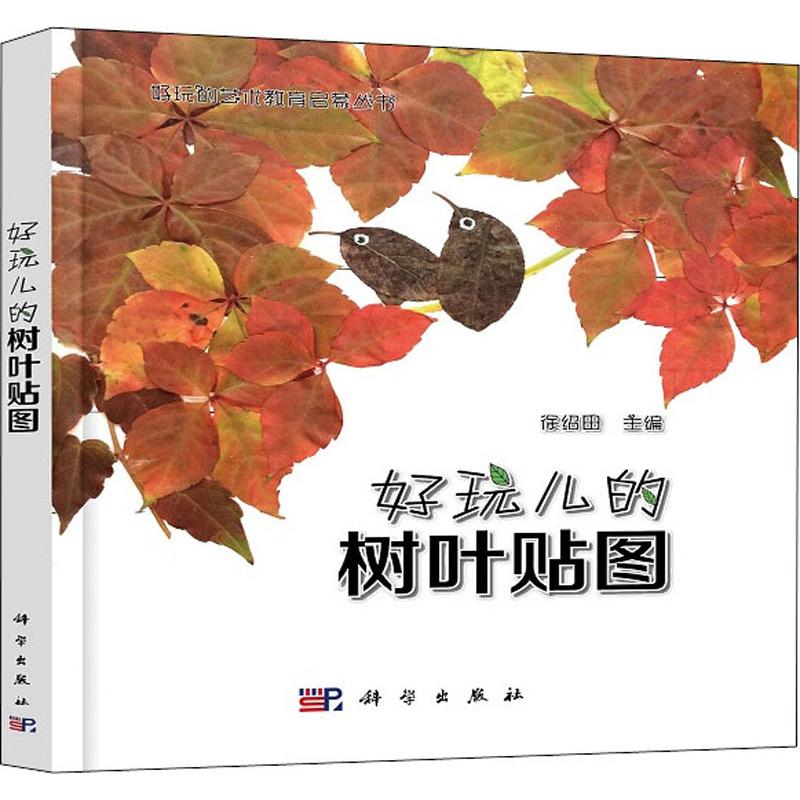 好玩的艺术教育启蒙丛书
徐绍田 主编
好玩儿的
树叶贴图
科学出版社
好玩儿的树叶贴图
科学出版社